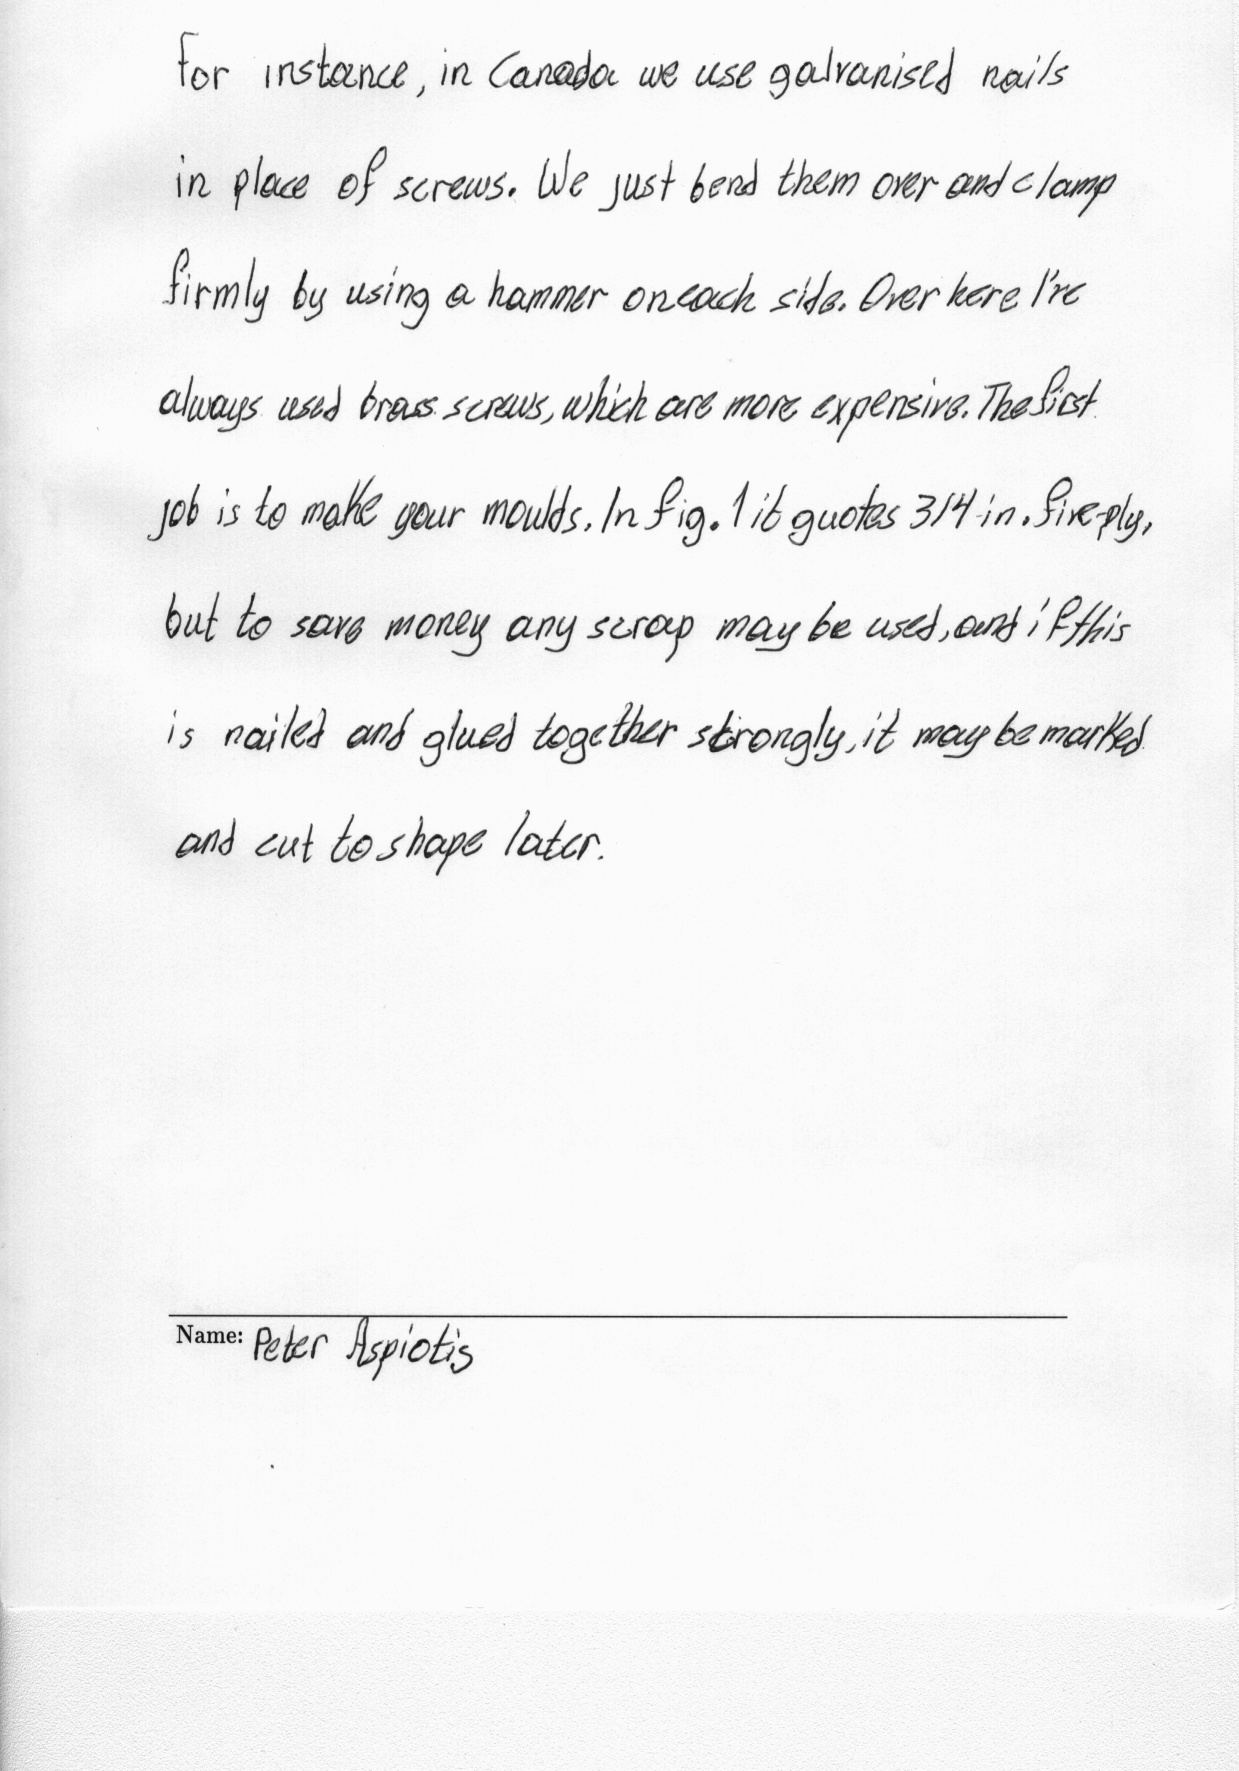 For instance, in Canada we use galvanised nails
in place of screws. We just bend them over and clamp
firmly by using a hammer on each side. Over here I've
always used brass screws, which are more expensive. The first
job is to make your moulds. In fig. 1 it quotes 3/4-in. five-ply,
but to save money any scrap may be used, and if this
is nailed and glued together strongly, it may be marked
and cut to shape later.
Name: Peter Aspiotis